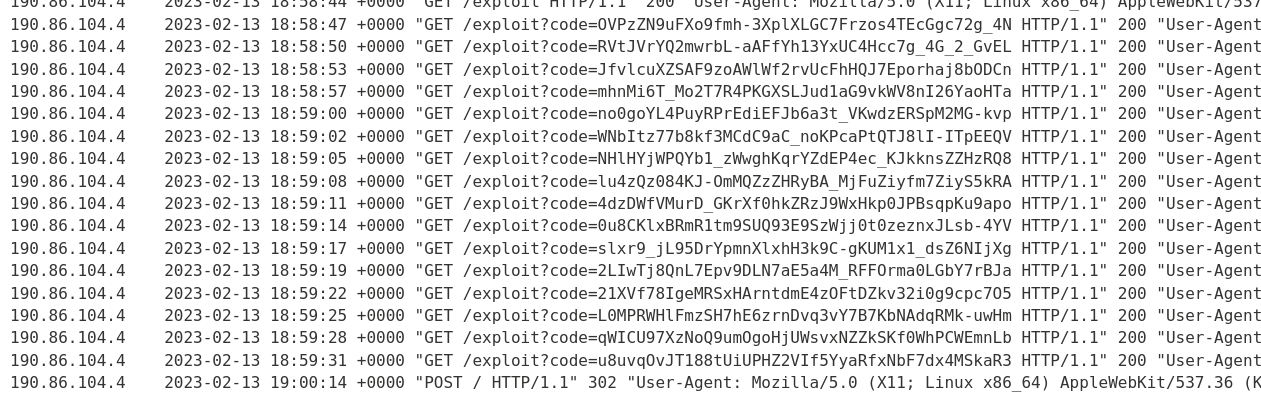 190.86.104.4 2023-02-13 18:58:44 +0000 "GET /exploit HTTP/1.1" 200 "User-Agent: Mozilla/5.0 (X11; Linux x86_64) AppleWebKit/537
190.86.104.4 2023-02-13 18:58:47 +0000 "GET /exploit?code=OVPzZN9uFXo9fmh-3XplXLGC7Frzos4TEcGgc72g_4N HTTP/1.1" 200 "User-Agent
190.86.104.4 2023-02-13 18:58:50 +0000 "GET /exploit?code=RVtJVrYQ2mwrbL-aAFfYh13YxUC4Hcc7g_4G_2_GvEL HTTP/1.1" 200 "User-Agent
190.86.104.4 2023-02-13 18:58:53 +0000 "GET /exploit?code=JfvlcuXZSAF9zoAWlWf2rvUcFhHQJ7Eporhaj8bODCn HTTP/1.1" 200 "User-Agent
190.86.104.4 2023-02-13 18:58:57 +0000 "GET /exploit?code=mhnMi6T_Mo2T7R4PKGXSLJud1aG9vkWV8nI26YaoHTa HTTP/1.1" 200 "User-Agent
190.86.104.4 2023-02-13 18:59:00 +0000 "GET /exploit?code=no0goYL4PuyRPrEdiEFJb6a3t_VKwdzERSpM2MG-kvp HTTP/1.1" 200 "User-Agent
190.86.104.4 2023-02-13 18:59:02 +0000 "GET /exploit?code=WNbItz77b8kf3MCdC9aC_noKPcaPtQTJ8lI-ITpEEQV HTTP/1.1" 200 "User-Agent
190.86.104.4 2023-02-13 18:59:05 +0000 "GET /exploit?code=NHlHYjWPQYb1_zWwghKqrYZdEP4ec_KJkknsZZHzRQ8 HTTP/1.1" 200 "User-Agent
190.86.104.4 2023-02-13 18:59:08 +0000 "GET /exploit?code=lu4zQz084KJ-OmMQZzZHRyBA_MjFuZiyfm7ZiyS5kRA HTTP/1.1" 200 "User-Agent
190.86.104.4 2023-02-13 18:59:11 +0000 "GET /exploit?code=4dzDWfVMurD_GKrXf0hkZRzJ9WxHkp0JPBsqpKu9apo HTTP/1.1" 200 "User-Agent
190.86.104.4 2023-02-13 18:59:14 +0000 "GET /exploit?code=0u8CKlxBRmR1tm9SUQ93E9SzWjj0t0zeznxJLsb-4YV HTTP/1.1" 200 "User-Agent
190.86.104.4 2023-02-13 18:59:17 +0000 "GET /exploit?code=slxr9_jL95DrYpmnXlxhH3k9C-gKUM1x1_dsZ6NIjXg HTTP/1.1" 200 "User-Agent
190.86.104.4 2023-02-13 18:59:19 +0000 "GET /exploit?code=2LIwTj8QnL7Epv9DLN7aE5a4M_RFFOrma0LGbY7rBJa HTTP/1.1" 200 "User-Agent
190.86.104.4 2023-02-13 18:59:22 +0000 "GET /exploit?code=21XVf78IgeMRSxHArntdmE4zOFtDZkv32i0g9cpc7O5 HTTP/1.1" 200 "User-Agent
190.86.104.4 2023-02-13 18:59:25 +0000 "GET /exploit?code=L0MPRWHlFmzSH7hE6zrnDvq3vY7B7KbNAdqRMk-uwHm HTTP/1.1" 200 "User-Agent
190.86.104.4 2023-02-13 18:59:28 +0000 "GET /exploit?code=qWICU97XzNoQ9umOgoHjUWsvxNZZkSKf0WhPCWEmnLb HTTP/1.1" 200 "User-Agent
190.86.104.4 2023-02-13 18:59:31 +0000 "GET /exploit?code=u8uvqOvJT188tUiUPHZ2VIf5YyaRfxNbF7dx4MSkaR3 HTTP/1.1" 200 "User-Agent
190.86.104.4 2023-02-13 19:00:14 +0000 "POST / HTTP/1.1" 302 "User-Agent: Mozilla/5.0 (X11; Linux x86_64) AppleWebKit/537.36 (K